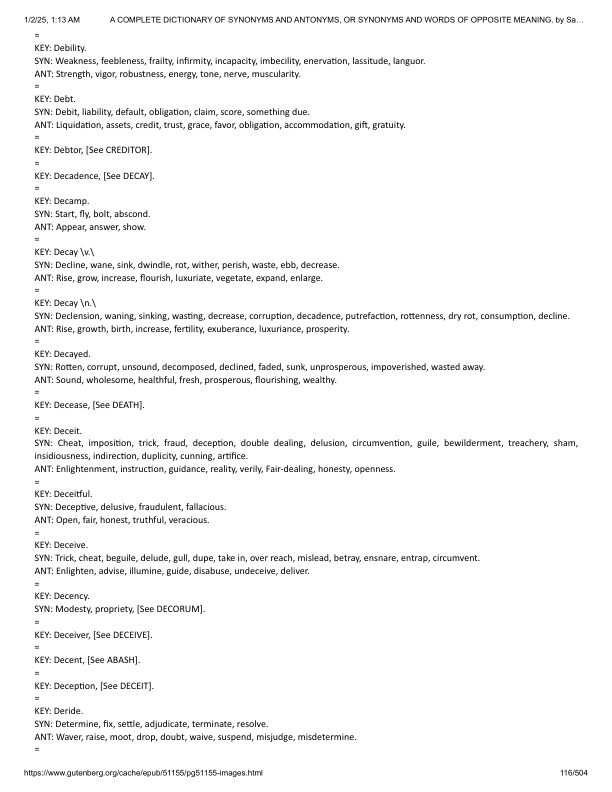 1/2/25, 1:13 AM A COMPLETE DICTIONARY OF SYNONYMS AND ANTONYMS, OR SYNONYMS AND WORDS OF OPPOSITE MEANING. by Sa…
=
KEY: Debility.
SYN: Weakness, feebleness, frailty, infirmity, incapacity, imbecility, enervation, lassitude, languor.
ANT: Strength, vigor, robustness, energy, tone, nerve, muscularity.
=
KEY: Debt.
SYN: Debit, liability, default, obligation, claim, score, something due.
ANT: Liquidation, assets, credit, trust, grace, favor, obligation, accommodation, gift, gratuity.
=
KEY: Debtor, [See CREDITOR].
=
KEY: Decadence, [See DECAY].
=
KEY: Decamp.
SYN: Start, fly, bolt, abscond.
ANT: Appear, answer, show.
=
KEY: Decay \v.\
SYN: Decline, wane, sink, dwindle, rot, wither, perish, waste, ebb, decrease.
ANT: Rise, grow, increase, flourish, luxuriate, vegetate, expand, enlarge.
=
KEY: Decay \n.\
SYN: Declension, waning, sinking, wasting, decrease, corruption, decadence, putrefaction, rottenness, dry rot, consumption, decline.
ANT: Rise, growth, birth, increase, fertility, exuberance, luxuriance, prosperity.
=
KEY: Decayed.
SYN: Rotten, corrupt, unsound, decomposed, declined, faded, sunk, unprosperous, impoverished, wasted away.
ANT: Sound, wholesome, healthful, fresh, prosperous, flourishing, wealthy.
=
KEY: Decease, [See DEATH].
=
KEY: Deceit.
SYN: Cheat, imposition, trick, fraud, deception, double dealing, delusion, circumvention, guile, bewilderment, treachery, sham,
insidiousness, indirection, duplicity, cunning, artifice.
ANT: Enlightenment, instruction, guidance, reality, verily, Fair-dealing, honesty, openness.
=
KEY: Deceitful.
SYN: Deceptive, delusive, fraudulent, fallacious.
ANT: Open, fair, honest, truthful, veracious.
=
KEY: Deceive.
SYN: Trick, cheat, beguile, delude, gull, dupe, take in, over reach, mislead, betray, ensnare, entrap, circumvent.
ANT: Enlighten, advise, illumine, guide, disabuse, undeceive, deliver.
=
KEY: Decency.
SYN: Modesty, propriety, [See DECORUM].
=
KEY: Deceiver, [See DECEIVE].
=
KEY: Decent, [See ABASH].
=
KEY: Deception, [See DECEIT].
=
KEY: Deride.
SYN: Determine, fix, settle, adjudicate, terminate, resolve.
ANT: Waver, raise, moot, drop, doubt, waive, suspend, misjudge, misdetermine.
=
https://www.gutenberg.org/cache/epub/51155/pg51155-images.html 116/504